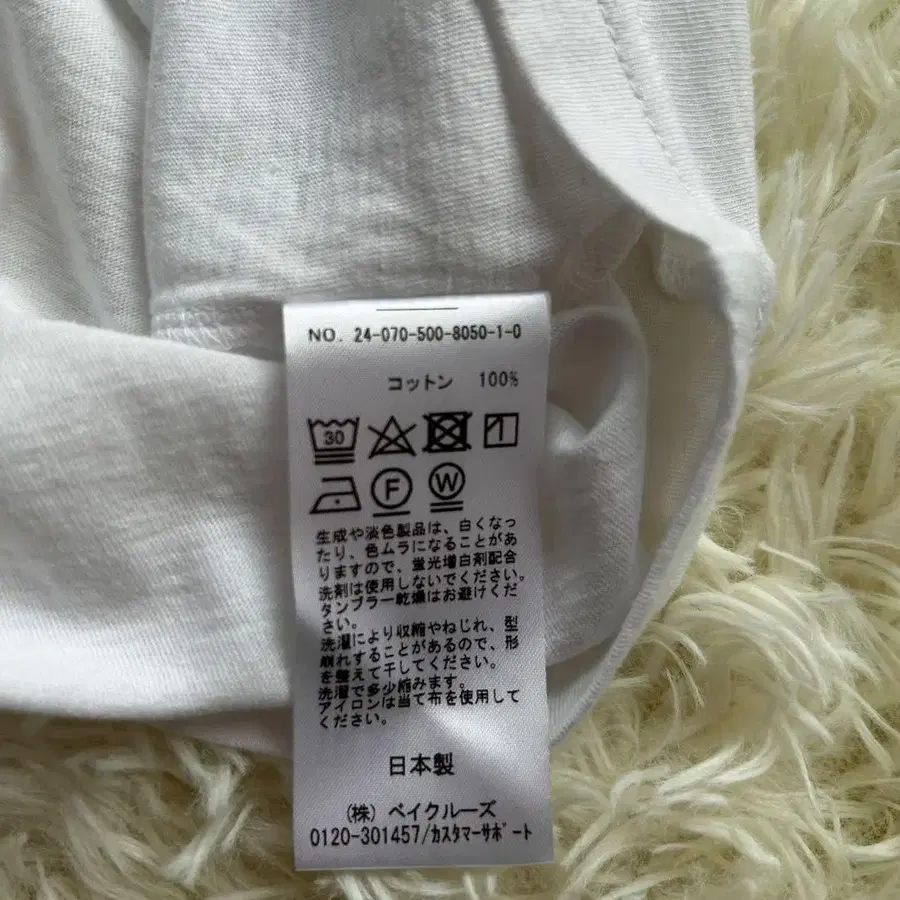 NO. 24-070-500-8050-1-0
コットン 100%
30
F W
生成や淡色製品は、白くなっ
たり、色ムラになることがあ
りますので、蛍光増白剤配合
洗剤は使用しないでください。
タンブラー乾燥はお避けくだ
さい。
洗濯により収縮やねじれ、型
崩れすることがあるので、形
を整えて干してください。
洗濯で多少縮みます。
アイロンは当て布を使用して
ください。
日本製
(株) ベイクルーズ
0120-301457/カスタマーサポート